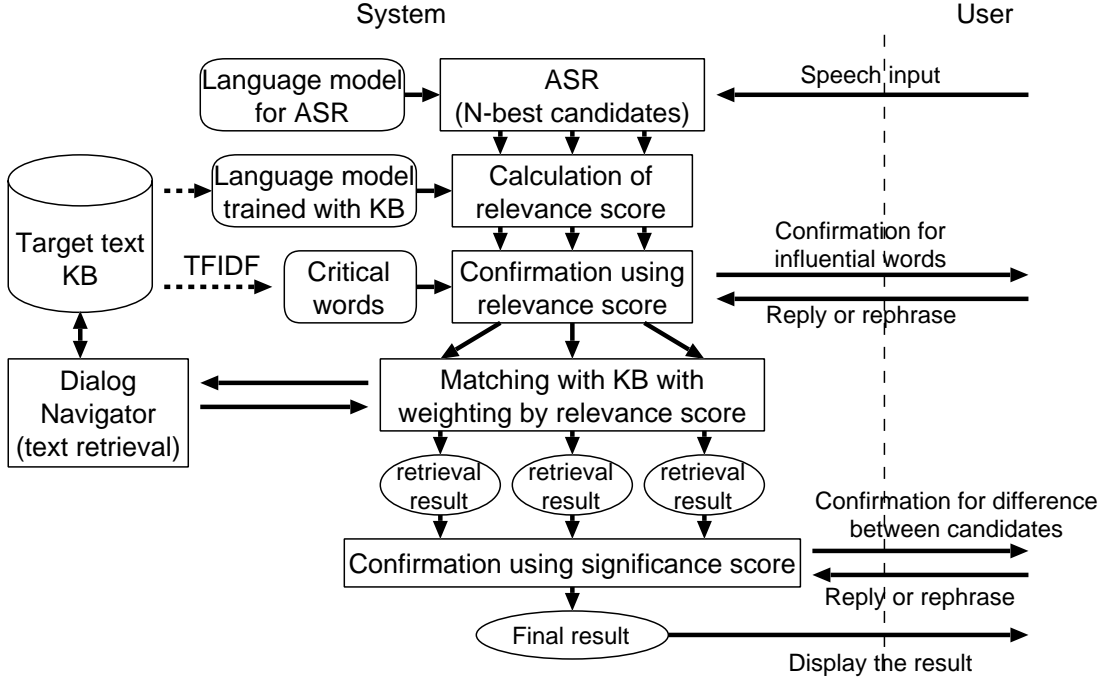 System
User
Language model
for ASR
ASR
(N-best candidates)
Speech input
Language model
trained with KB
Calculation of
relevance score
Target text
KB
TFIDF
Critical
words
Confirmation using
relevance score
Confirmation for
influential words
Reply or rephrase
Dialog
Navigator
(text retrieval)
Matching with KB with
weighting by relevance score
retrieval
result
retrieval
result
retrieval
result
Confirmation for difference
between candidates
Confirmation using significance score
Reply or rephrase
Final result
Display the result